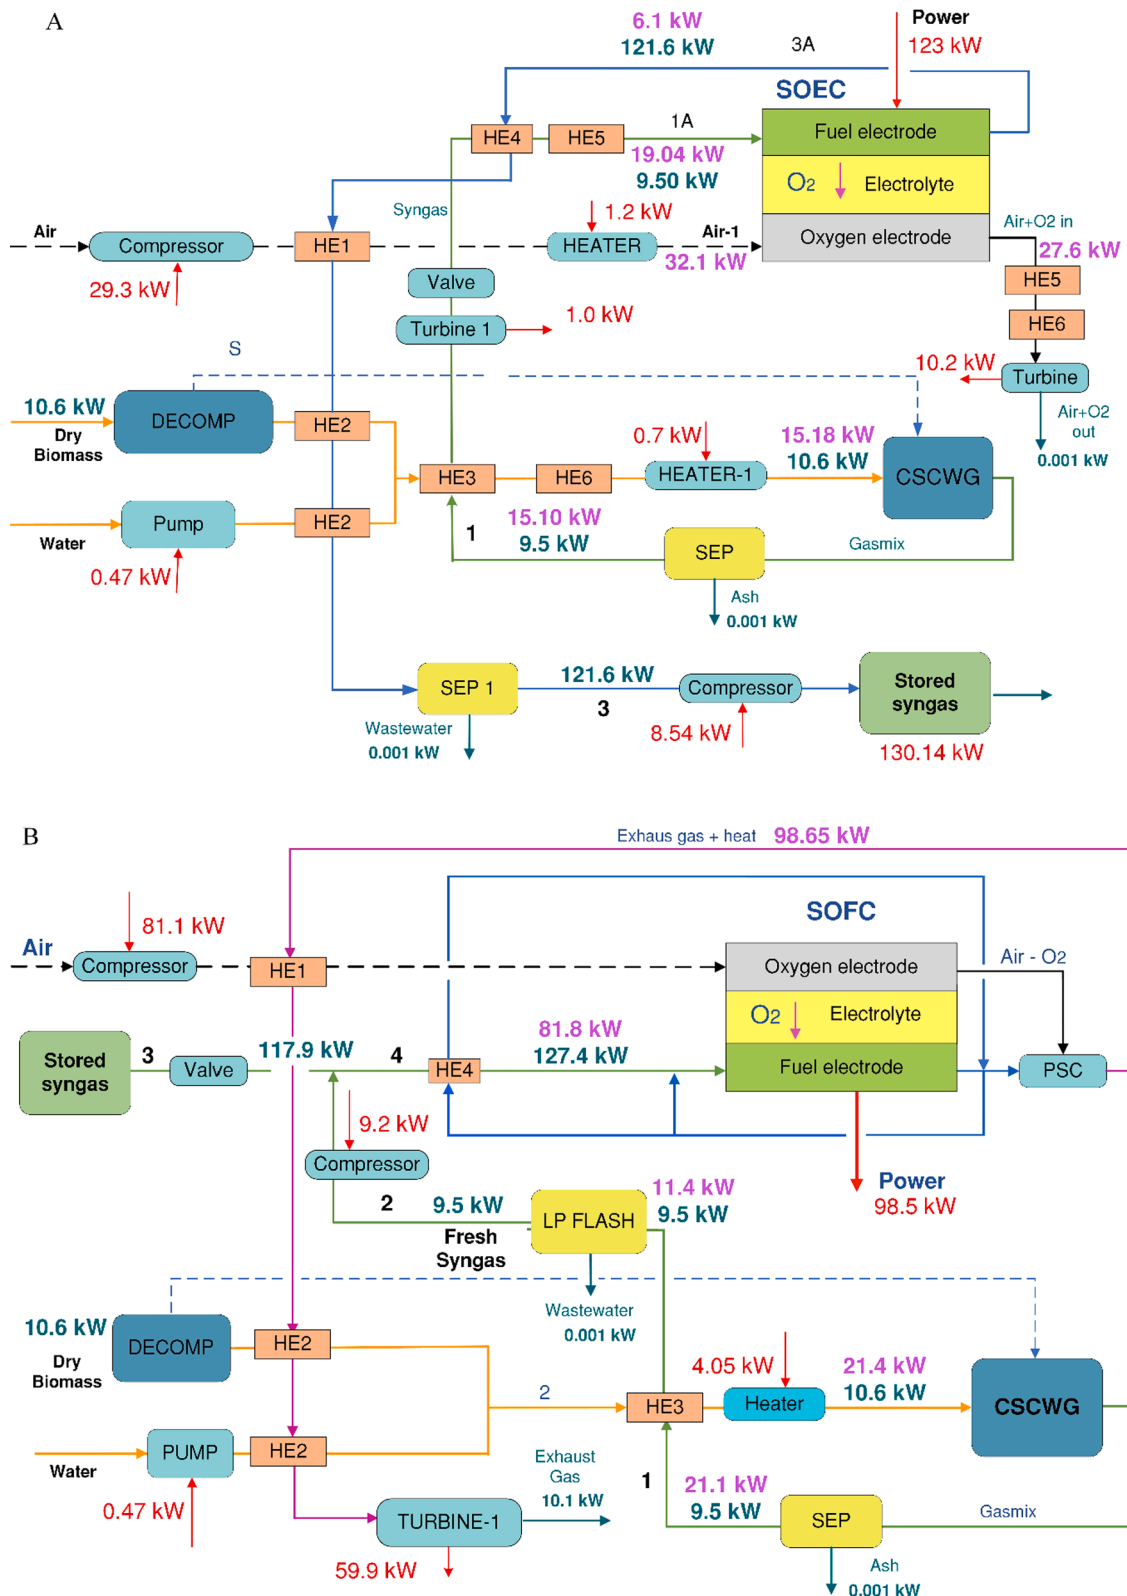 A
6.1 kW
121.6 kW
3A
Power
123 kW
SOEC
HE4
HE5
1A
Fuel electrode
19.04 kW
9.50 kW
O2
Electrolyte
Syngas
1.2 kW
Air
Compressor
HE1
HEATER
Air-1
32.1 kW
Oxygen electrode
Air+O2 in
27.6 kW
29.3 kW
Valve
HE5
Turbine 1
1.0 kW
HE6
S
10.2 kW
Turbine
10.6 kW
Dry
Biomass
DECOMP
HE2
0.7 kW
15.18 kW
10.6 kW
Air+O2
out
0.001 kW
HE3
HE6
HEATER-1
CSCWG
Water
Pump
HE2
1
15.10 kW
9.5 kW
SEP
Gasmix
0.47 kW
Ash
0.001 kW
SEP 1
121.6 kW
3
Compressor
Stored
syngas
Wastewater
0.001 kW
8.54 kW
130.14 kW
B
Exhaus gas + heat
98.65 kW
81.1 kW
SOFC
Air
Compressor
HE1
Oxygen electrode
Air - O2
O2
Electrolyte
81.8 kW
127.4 kW
Stored
syngas
3
Valve
117.9 kW
4
HE4
Fuel electrode
PSC
9.2 kW
Compressor
Power
98.5 kW
2
9.5 kW
Fresh
Syngas
LP FLASH
11.4 kW
9.5 kW
Wastewater
0.001 kW
10.6 kW
Dry
Biomass
DECOMP
HE2
4.05 kW
21.4 kW
10.6 kW
2
HE3
Heater
CSCWG
Water
PUMP
HE2
Exhaust
Gas
10.1 kW
1
21.1 kW
9.5 kW
0.47 kW
TURBINE-1
SEP
Gasmix
59.9 kW
Ash
0.001 kW